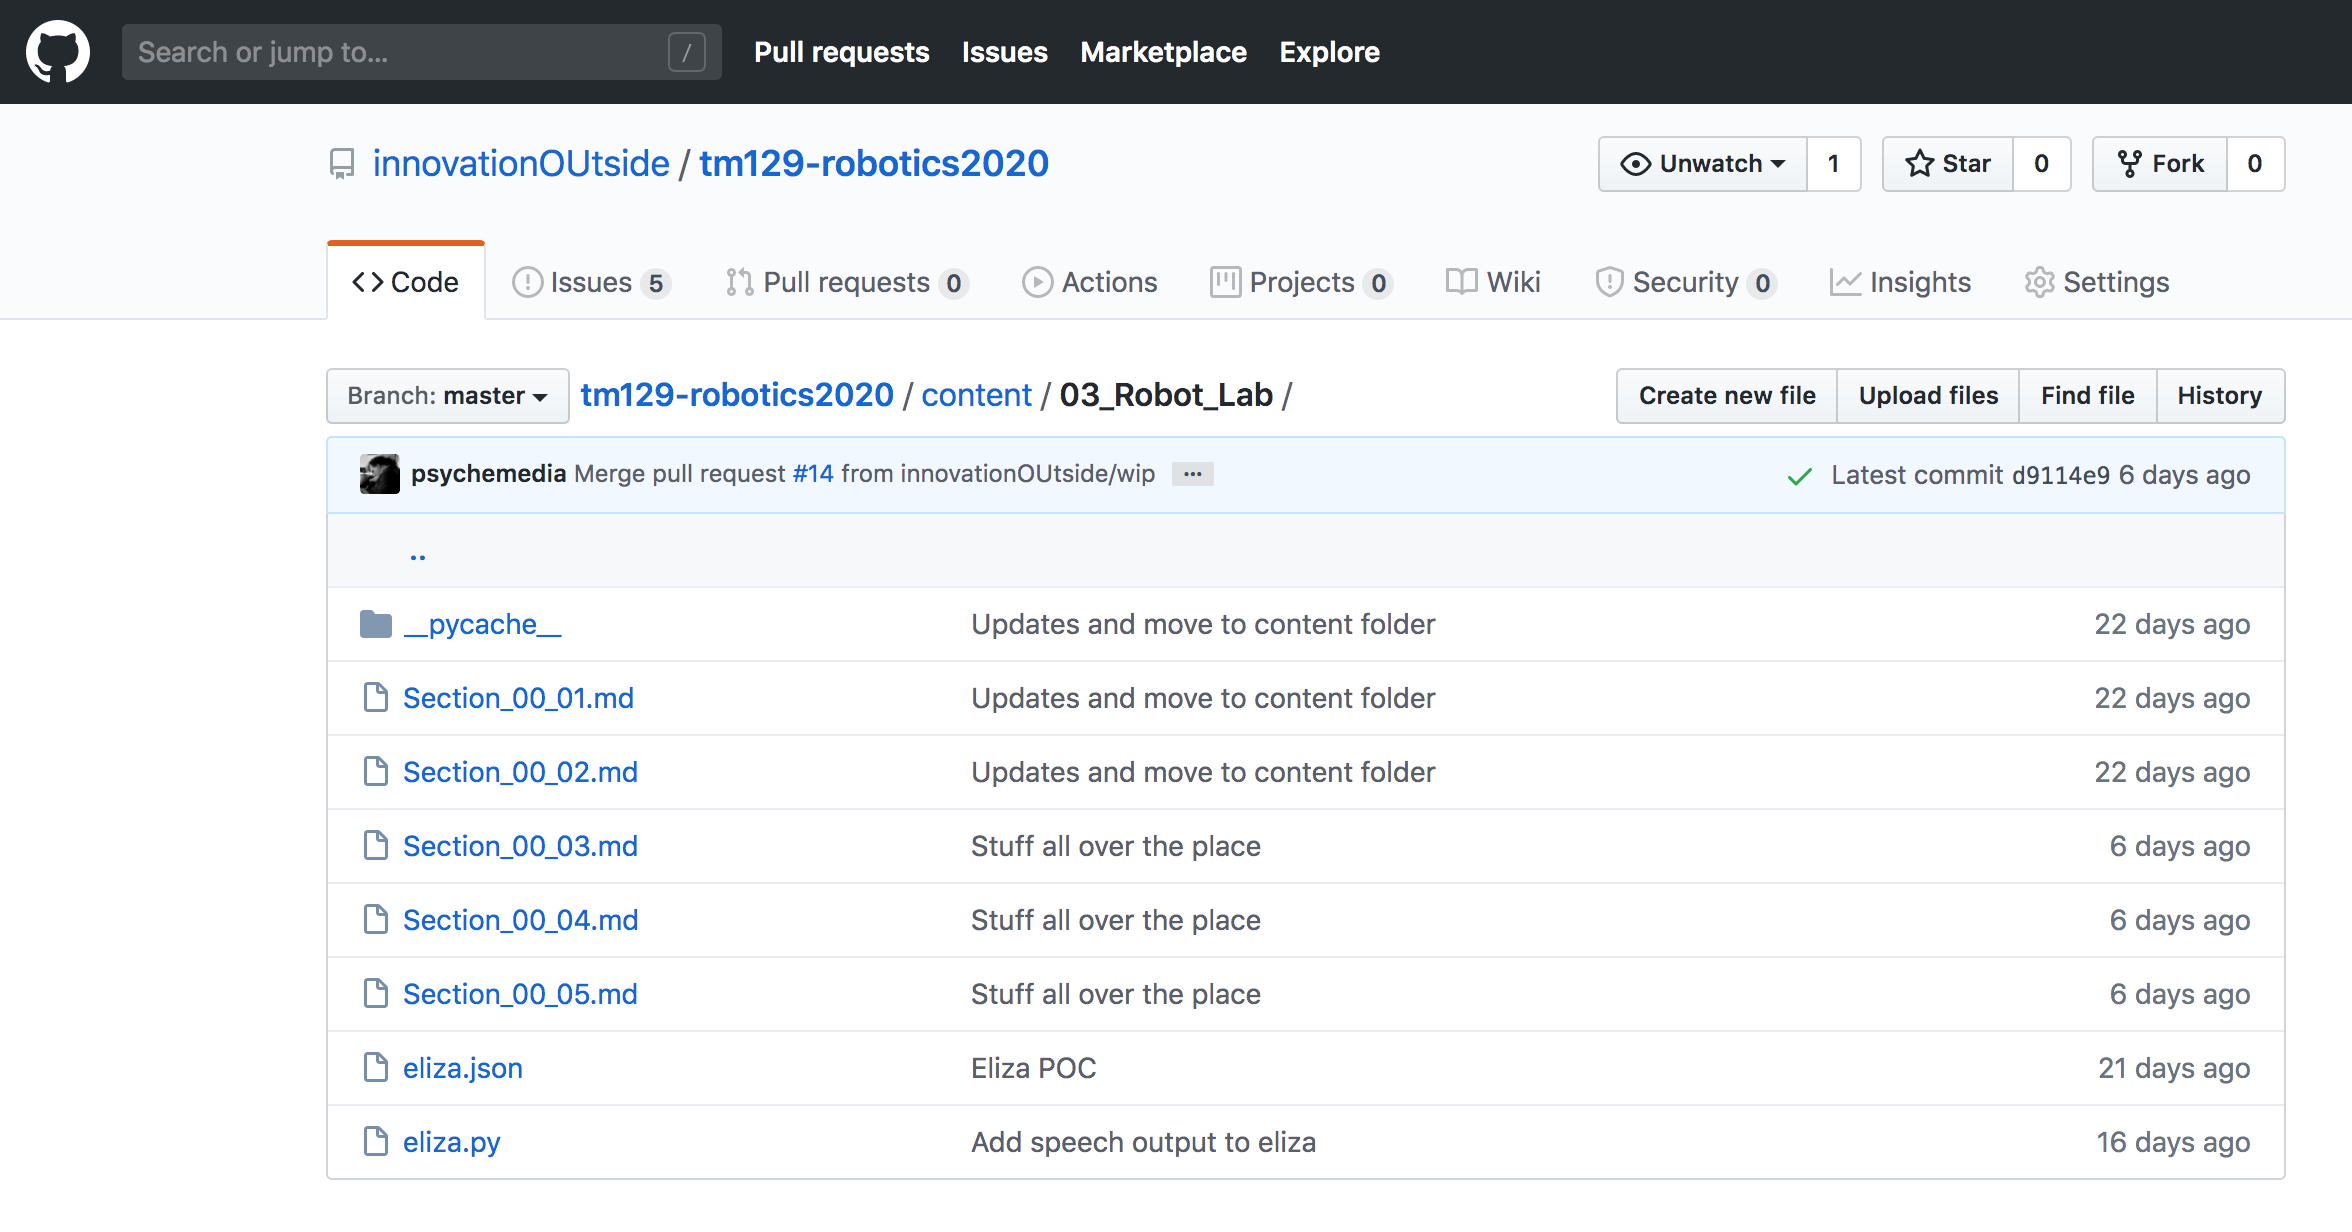 Search or jump to... / Pull requests Issues Marketplace Explore
innovationOUtside / tm129-robotics2020 Unwatch 1 Star 0 Fork 0
Code Issues 5 Pull requests 0 Actions Projects 0 Wiki Security 0 Insights Settings
Branch: master tm129-robotics2020 / content / 03_Robot_Lab / Create new file Upload files Find file History
psychemedia Merge pull request #14 from innovationOUtside/wip ... Latest commit d9114e9 6 days ago
..
__pycache__ Updates and move to content folder 22 days ago
Section_00_01.md Updates and move to content folder 22 days ago
Section_00_02.md Updates and move to content folder 22 days ago
Section_00_03.md Stuff all over the place 6 days ago
Section_00_04.md Stuff all over the place 6 days ago
Section_00_05.md Stuff all over the place 6 days ago
eliza.json Eliza POC 21 days ago
eliza.py Add speech output to eliza 16 days ago